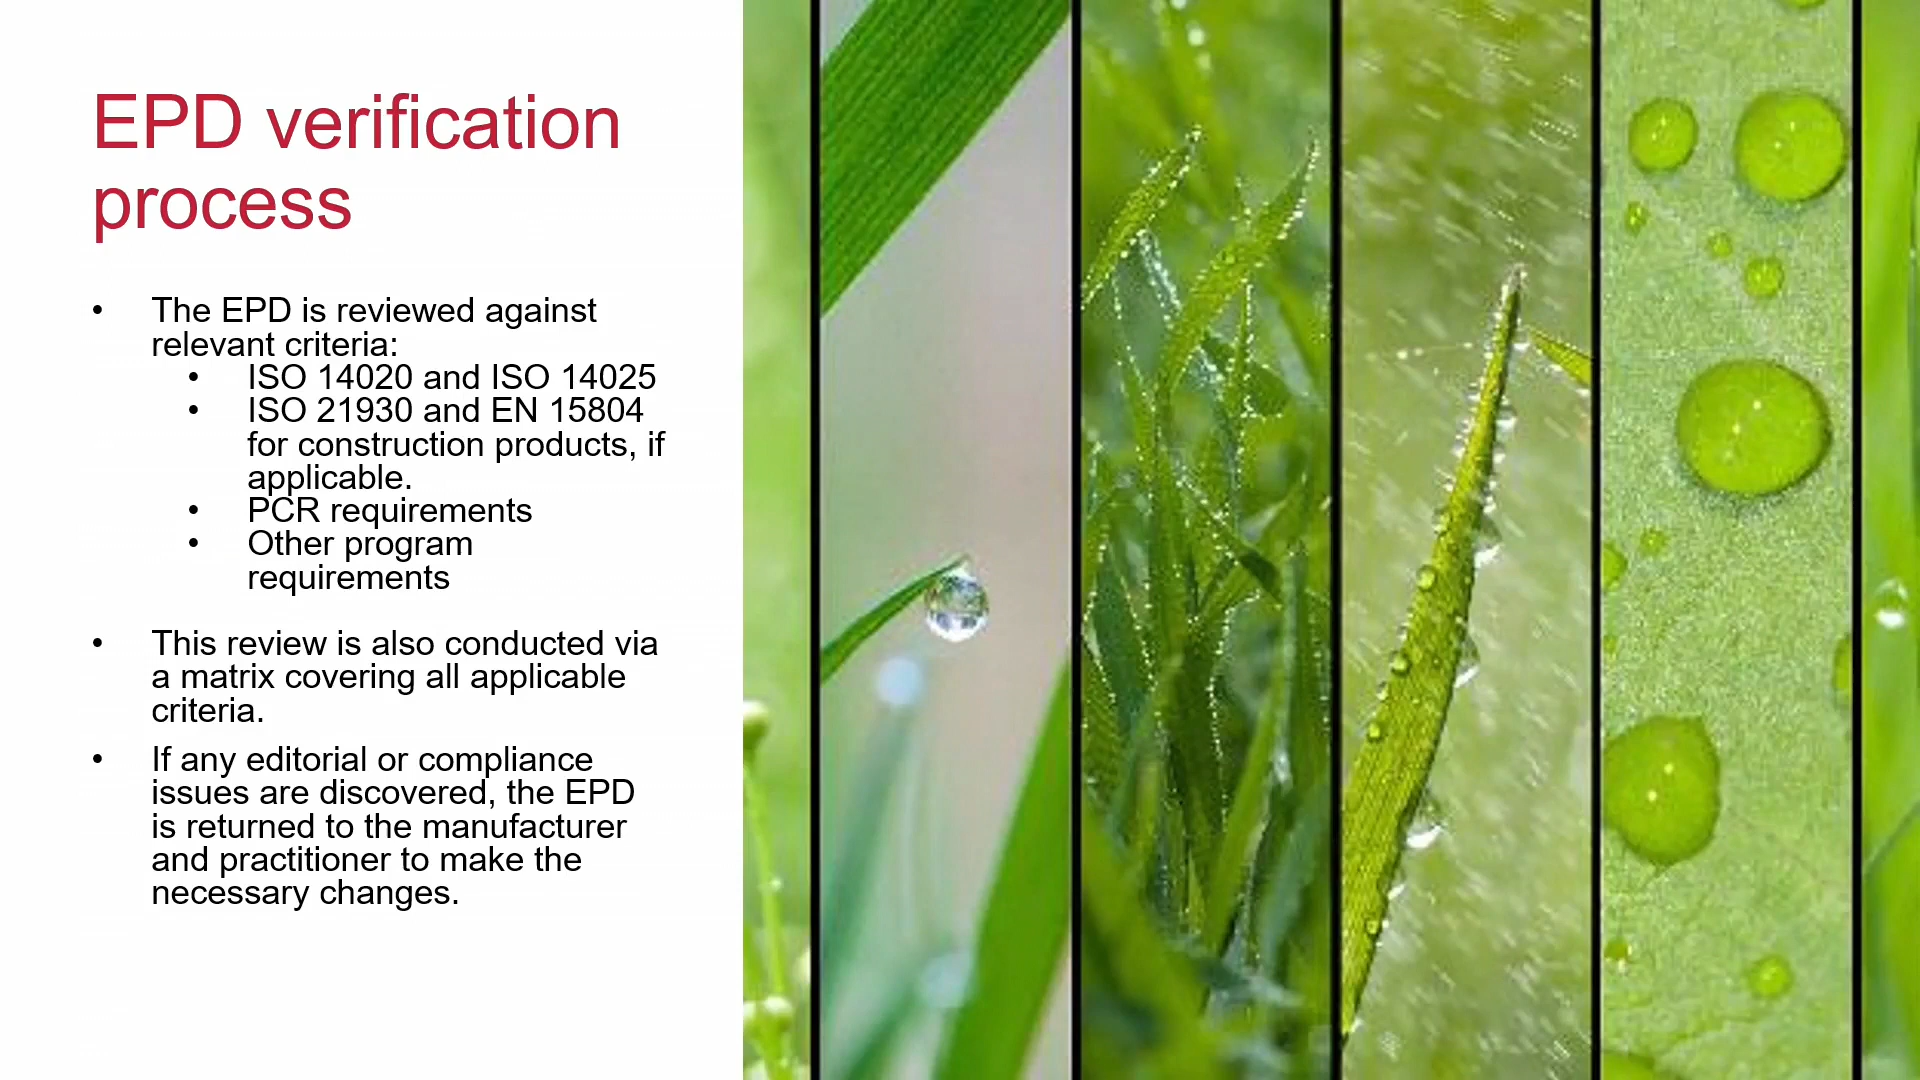 EPD verification
process
• The EPD is reviewed against
relevant criteria:
• ISO 14020 and ISO 14025
• ISO 21930 and EN 15804
for construction products, if
applicable.
• PCR requirements
• Other program
requirements
• This review is also conducted via
a matrix covering all applicable
criteria.
• If any editorial or compliance
issues are discovered, the EPD
is returned to the manufacturer
and practitioner to make the
necessary changes.